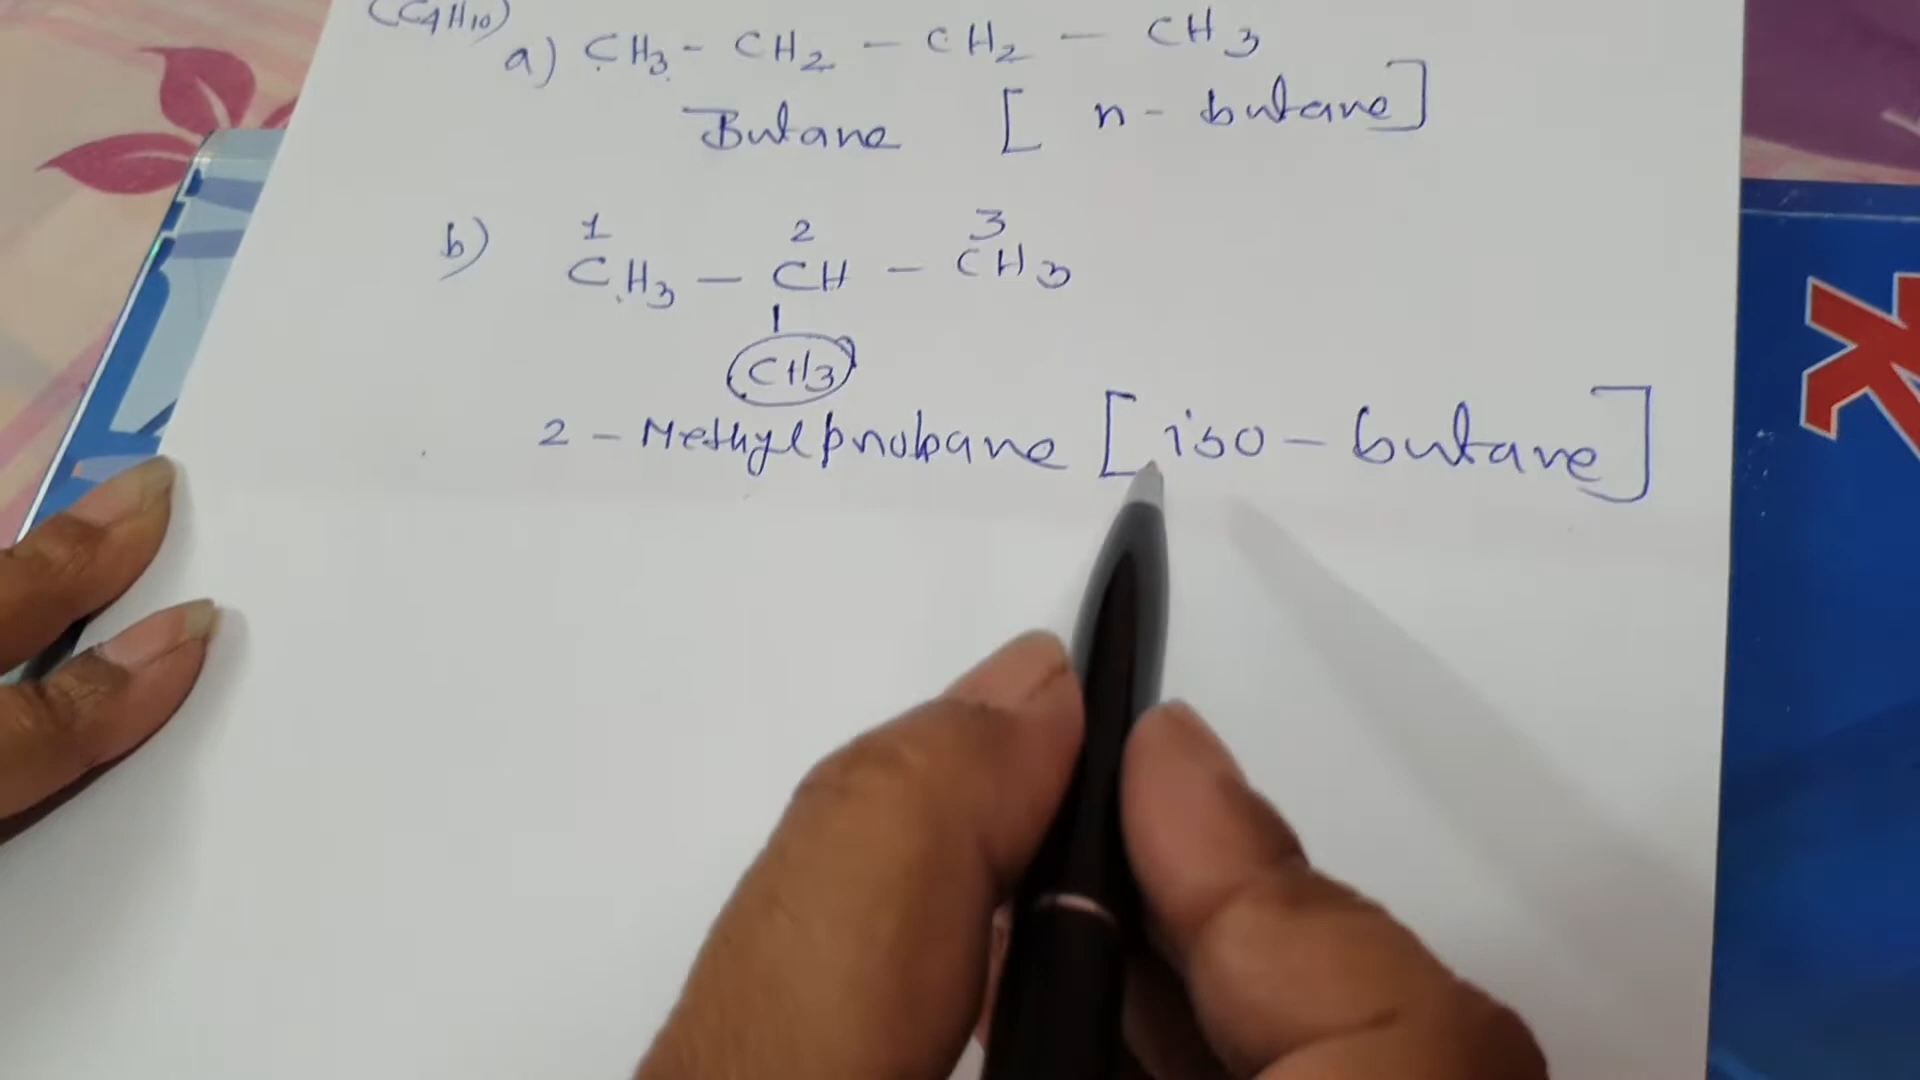 (C4H10)
a) CH3 - CH2 - CH2 - CH3
Butane [n - butane]
1 2 3
b) CH3 - CH - CH3
|
CH3
2 - Methylpropane [iso - butane]
K